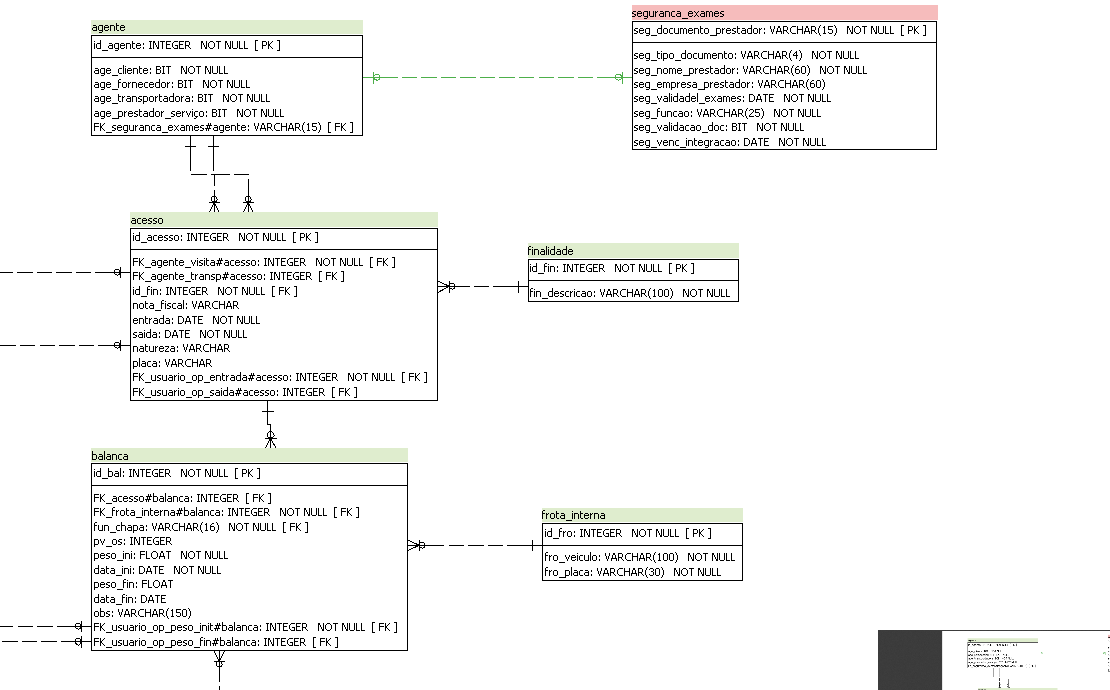 agente
id_agente: INTEGER NOT NULL [ PK ]
age_cliente: BIT NOT NULL
age_fornecedor: BIT NOT NULL
age_transportadora: BIT NOT NULL
age_prestador_serviço: BIT NOT NULL
FK_seguranca_exames#agente: VARCHAR(15) [ FK ]
seguranca_exames
seg_documento_prestador: VARCHAR(15) NOT NULL [ PK ]
seg_tipo_documento: VARCHAR(4) NOT NULL
seg_nome_prestador: VARCHAR(60) NOT NULL
seg_empresa_prestador: VARCHAR(60)
seg_validadel_exames: DATE NOT NULL
seg_funcao: VARCHAR(25) NOT NULL
seg_validacao_doc: BIT NOT NULL
seg_venc_integracao: DATE NOT NULL
acesso
id_acesso: INTEGER NOT NULL [ PK ]
FK_agente_visita#acesso: INTEGER NOT NULL [ FK ]
FK_agente_transp#acesso: INTEGER [ FK ]
id_fin: INTEGER NOT NULL [ FK ]
nota_fiscal: VARCHAR
entrada: DATE NOT NULL
saida: DATE NOT NULL
natureza: VARCHAR
placa: VARCHAR
FK_usuario_op_entrada#acesso: INTEGER NOT NULL [ FK ]
FK_usuario_op_saida#acesso: INTEGER [ FK ]
finalidade
id_fin: INTEGER NOT NULL [ PK ]
fin_descricao: VARCHAR(100) NOT NULL
balanca
id_bal: INTEGER NOT NULL [ PK ]
FK_acesso#balanca: INTEGER [ FK ]
FK_frota_interna#balanca: INTEGER NOT NULL [ FK ]
fun_chapa: VARCHAR(16) NOT NULL [ FK ]
pv_os: INTEGER
peso_ini: FLOAT NOT NULL
data_ini: DATE NOT NULL
peso_fin: FLOAT
data_fin: DATE
obs: VARCHAR(150)
FK_usuario_op_peso_init#balanca: INTEGER NOT NULL [ FK ]
FK_usuario_op_peso_fin#balanca: INTEGER [ FK ]
frota_interna
id_fro: INTEGER NOT NULL [ PK ]
fro_veiculo: VARCHAR(100) NOT NULL
fro_placa: VARCHAR(30) NOT NULL